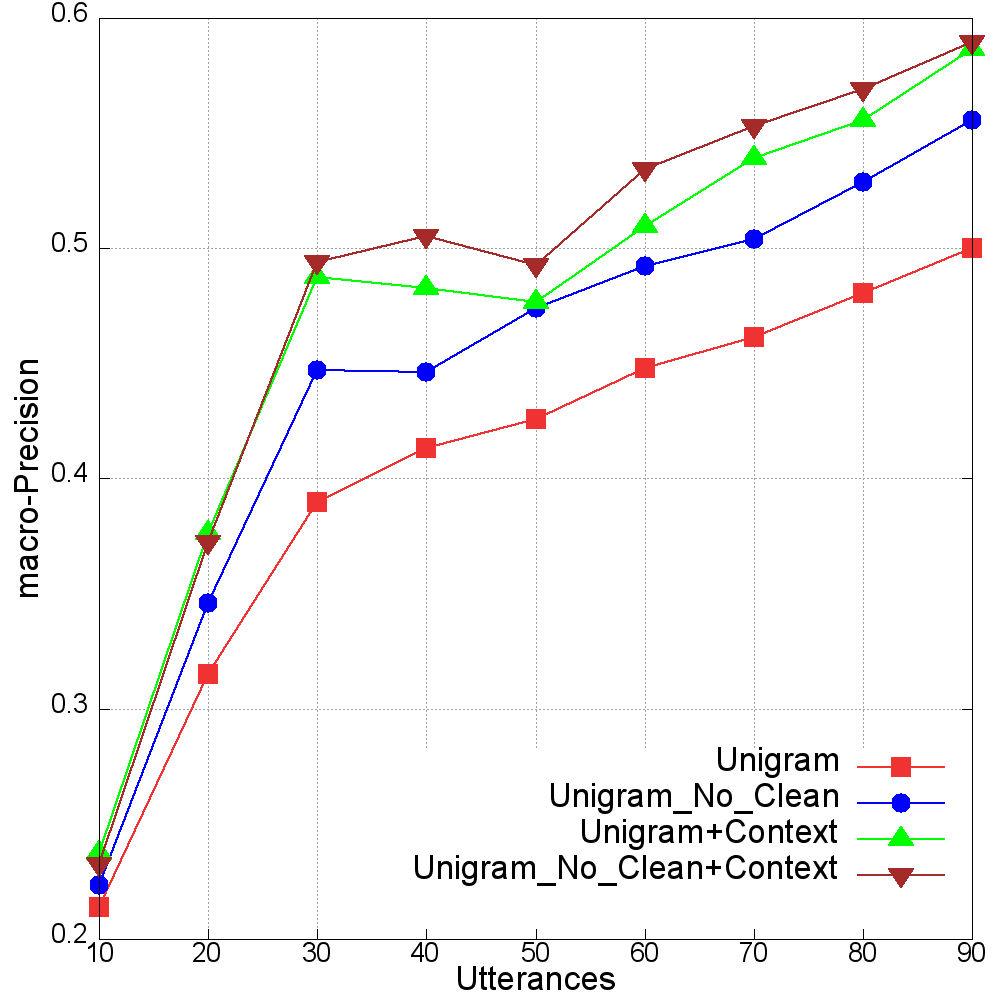 0.6
0.5
0.4
0.3
0.2
macro-Precision
Unigram
Unigram_No_Clean
Unigram+Context
Unigram_No_Clean+Context
10 20 30 40 50 60 70 80 90
Utterances